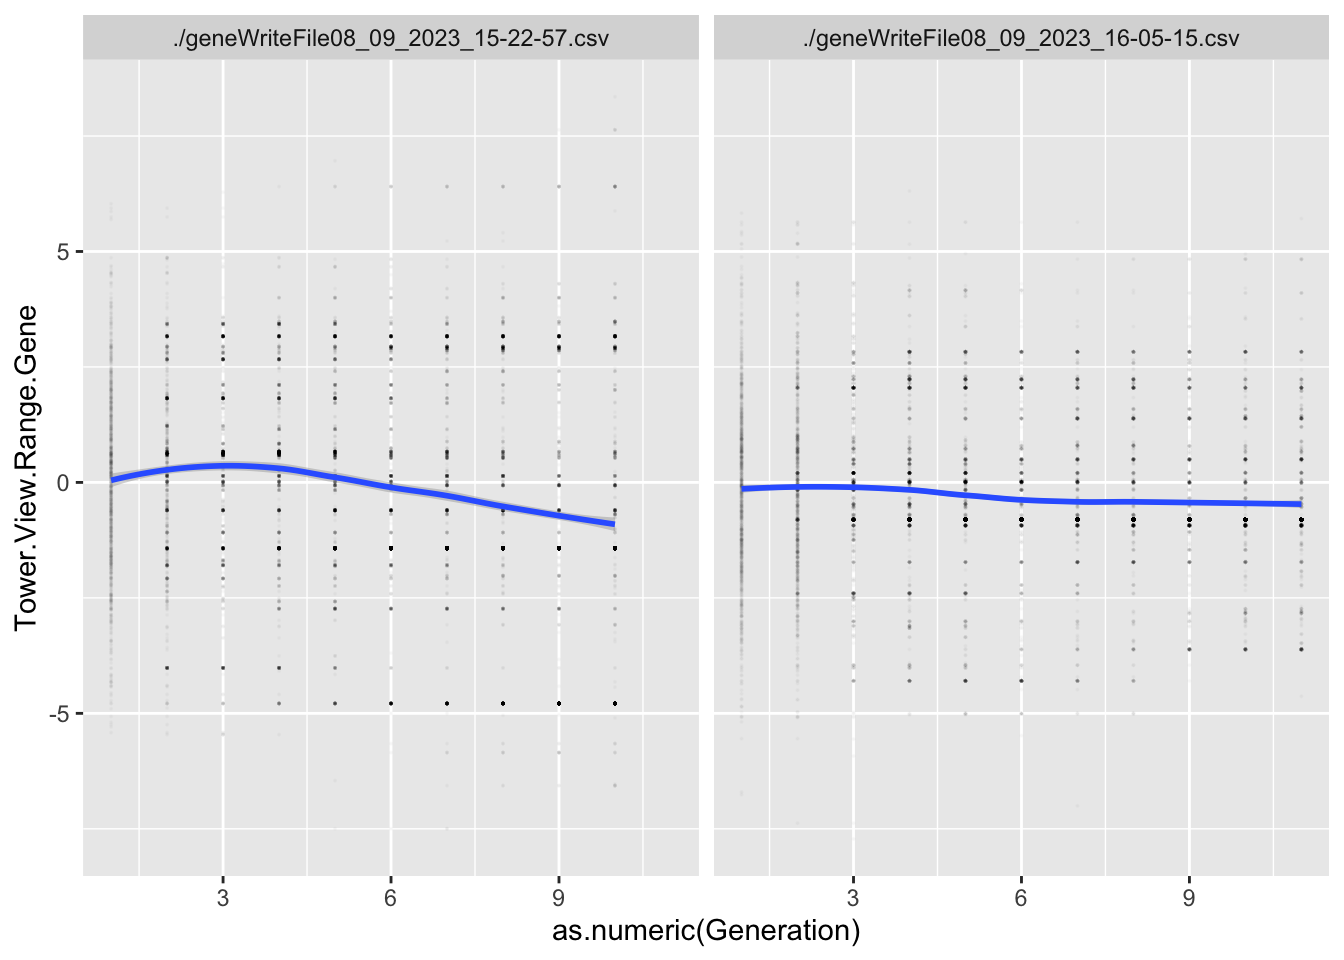 ./geneWriteFile08_09_2023_15-22-57.csv
./geneWriteFile08_09_2023_16-05-15.csv
Tower.View.Range.Gene
5
0
-5
3
6
9
3
6
9
as.numeric(Generation)